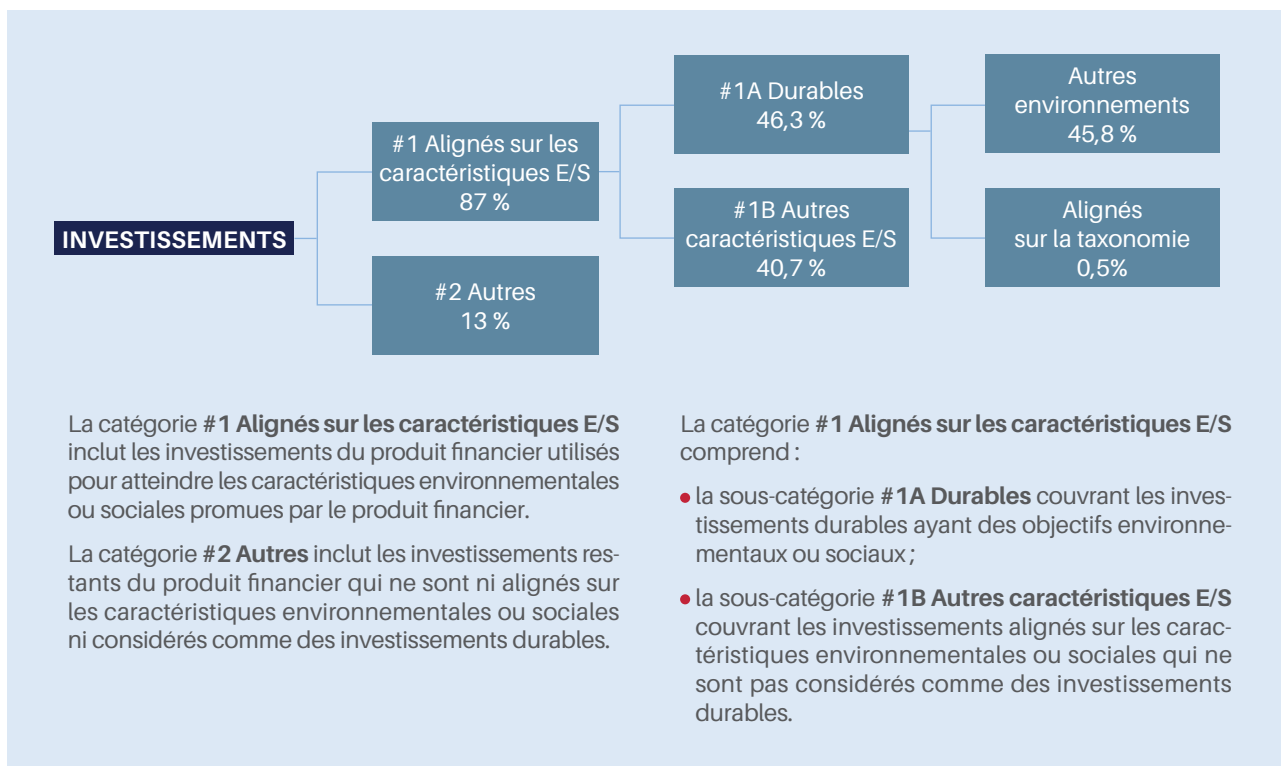 INVESTISSEMENTS
#1 Alignés sur les
caractéristiques E/S
87 %
#2 Autres
13 %
#1A Durables
46,3 %
#1B Autres
caractéristiques E/S
40,7 %
Autres
environnements
45,8 %
Alignés
sur la taxonomie
0,5%
La catégorie #1 Alignés sur les caractéristiques E/S
inclut les investissements du produit financier utilisés
pour atteindre les caractéristiques environnementales
ou sociales promues par le produit financier.
La catégorie #2 Autres inclut les investissements res-
tants du produit financier qui ne sont ni alignés sur
les caractéristiques environnementales ou sociales
ni considérés comme des investissements durables.
La catégorie #1 Alignés sur les caractéristiques E/S
comprend :
• la sous-catégorie #1A Durables couvrant les inves-
tissements durables ayant des objectifs environne-
mentaux ou sociaux ;
• la sous-catégorie #1B Autres caractéristiques E/S
couvrant les investissements alignés sur les carac-
téristiques environnementales ou sociales qui ne
sont pas considérés comme des investissements
durables.